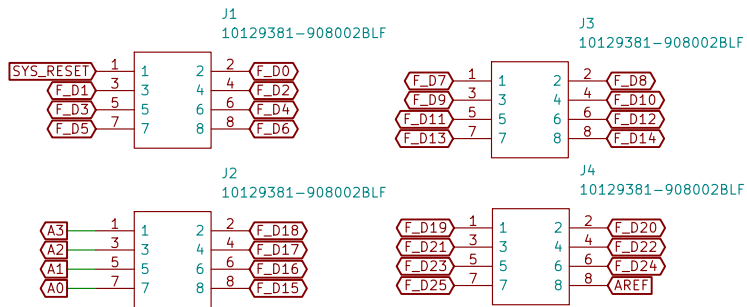 J1
10129381-908002BLF
SYS_RESET 1 1 2 2 F_D0
F_D1 3 3 4 4 F_D2
F_D3 5 5 6 6 F_D4
F_D5 7 7 8 8 F_D6
J3
10129381-908002BLF
F_D7 1 1 2 2 F_D8
F_D9 3 3 4 4 F_D10
F_D11 5 5 6 6 F_D12
F_D13 7 7 8 8 F_D14
J2
10129381-908002BLF
A3 1 1 2 2 F_D18
A2 3 3 4 4 F_D17
A1 5 5 6 6 F_D16
A0 7 7 8 8 F_D15
J4
10129381-908002BLF
F_D19 1 1 2 2 F_D20
F_D21 3 3 4 4 F_D22
F_D23 5 5 6 6 F_D24
F_D25 7 7 8 8 AREF